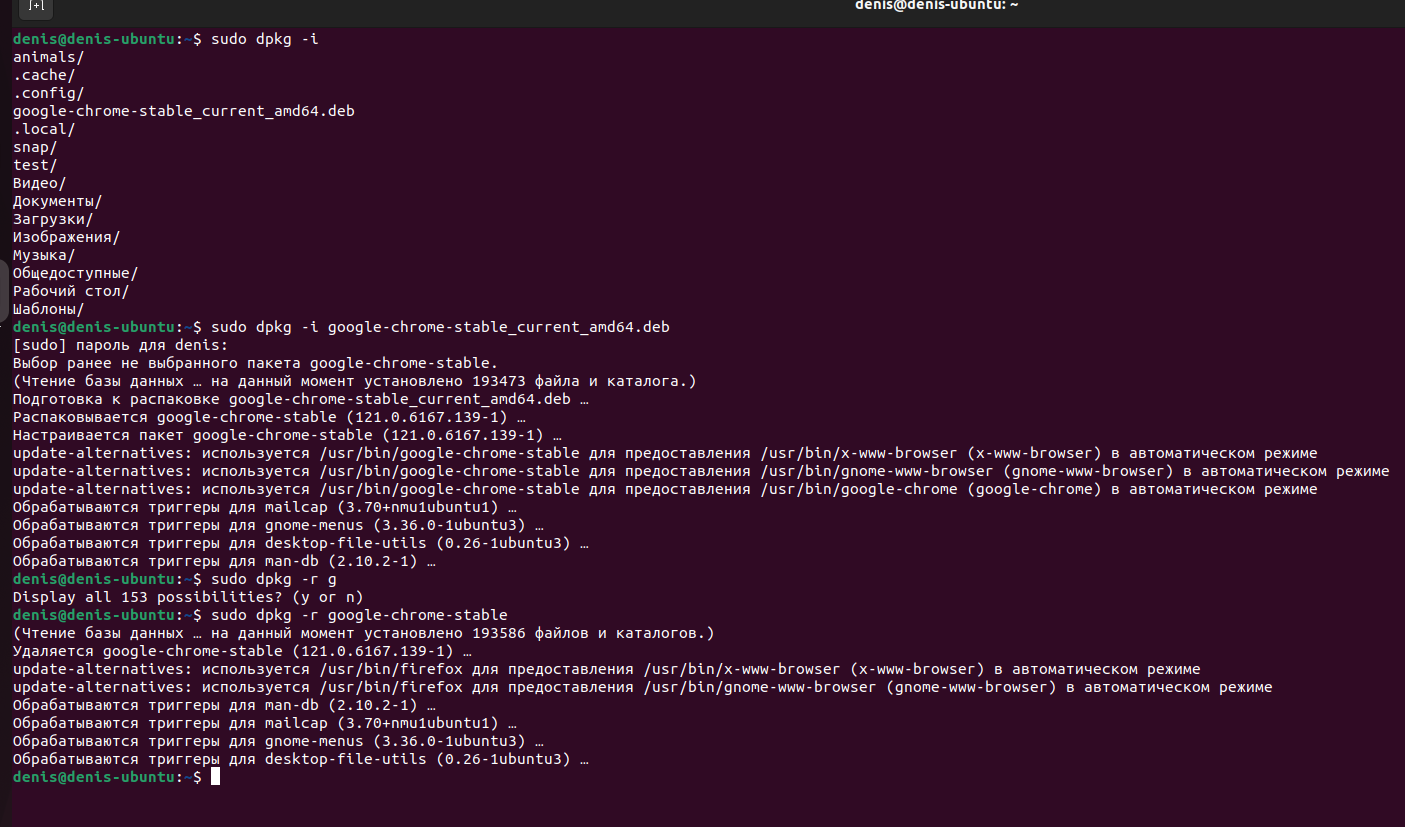 denis@denis-ubuntu: ~
denis@denis-ubuntu:~$ sudo dpkg -i
animals/
.cache/
.config/
google-chrome-stable_current_amd64.deb
.local/
snap/
test/
Видео/
Документы/
Загрузки/
Изображения/
Музыка/
Общедоступные/
Рабочий стол/
Шаблоны/
denis@denis-ubuntu:~$ sudo dpkg -i google-chrome-stable_current_amd64.deb
[sudo] пароль для denis:
Выбор ранее не выбранного пакета google-chrome-stable.
(Чтение базы данных … на данный момент установлено 193473 файла и каталога.)
Подготовка к распаковке google-chrome-stable_current_amd64.deb …
Распаковывается google-chrome-stable (121.0.6167.139-1) …
Настраивается пакет google-chrome-stable (121.0.6167.139-1) …
update-alternatives: используется /usr/bin/google-chrome-stable для предоставления /usr/bin/x-www-browser (x-www-browser) в автоматическом режиме
update-alternatives: используется /usr/bin/google-chrome-stable для предоставления /usr/bin/gnome-www-browser (gnome-www-browser) в автоматическом режиме
update-alternatives: используется /usr/bin/google-chrome-stable для предоставления /usr/bin/google-chrome (google-chrome) в автоматическом режиме
Обрабатываются триггеры для mailcap (3.70+nmu1ubuntu1) …
Обрабатываются триггеры для gnome-menus (3.36.0-1ubuntu3) …
Обрабатываются триггеры для desktop-file-utils (0.26-1ubuntu3) …
Обрабатываются триггеры для man-db (2.10.2-1) …
denis@denis-ubuntu:~$ sudo dpkg -r g
Display all 153 possibilities? (y or n)
denis@denis-ubuntu:~$ sudo dpkg -r google-chrome-stable
(Чтение базы данных … на данный момент установлено 193586 файлов и каталогов.)
Удаляется google-chrome-stable (121.0.6167.139-1) …
update-alternatives: используется /usr/bin/firefox для предоставления /usr/bin/x-www-browser (x-www-browser) в автоматическом режиме
update-alternatives: используется /usr/bin/firefox для предоставления /usr/bin/gnome-www-browser (gnome-www-browser) в автоматическом режиме
Обрабатываются триггеры для man-db (2.10.2-1) …
Обрабатываются триггеры для mailcap (3.70+nmu1ubuntu1) …
Обрабатываются триггеры для gnome-menus (3.36.0-1ubuntu3) …
Обрабатываются триггеры для desktop-file-utils (0.26-1ubuntu3) …
denis@denis-ubuntu:~$